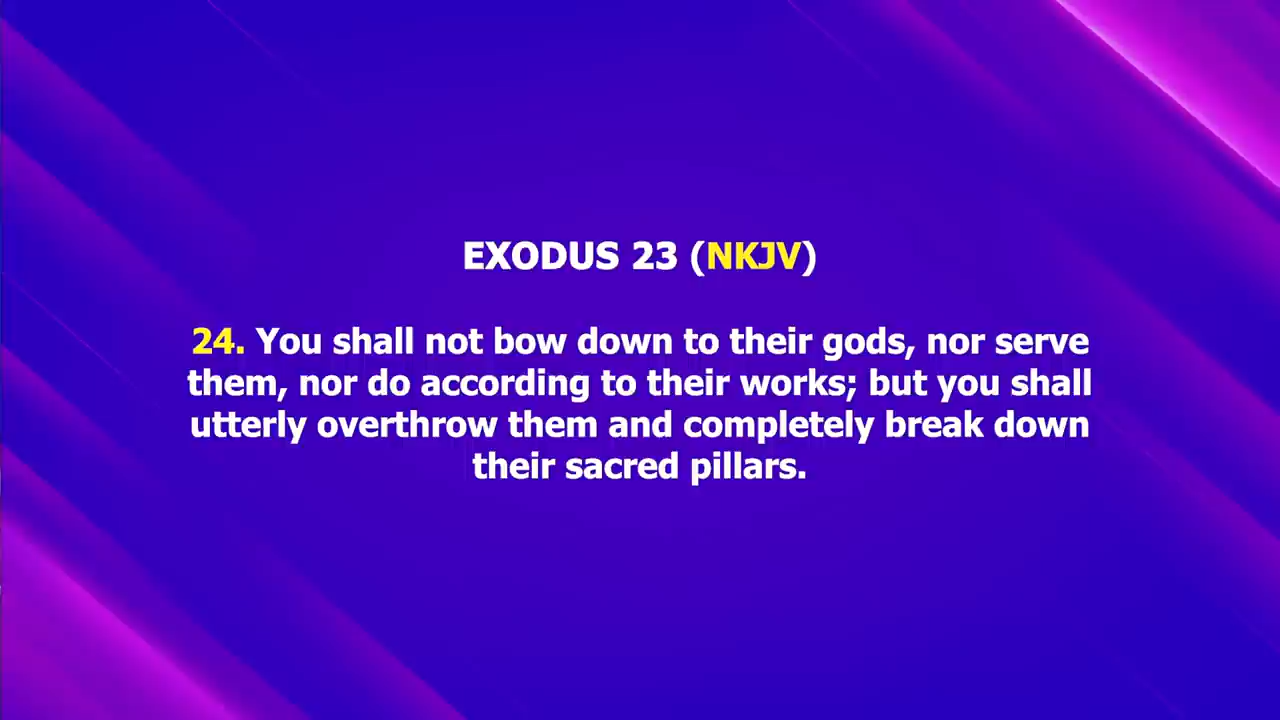 EXODUS 23 (NKJV)
24. You shall not bow down to their gods, nor serve
them, nor do according to their works; but you shall
utterly overthrow them and completely break down
their sacred pillars.